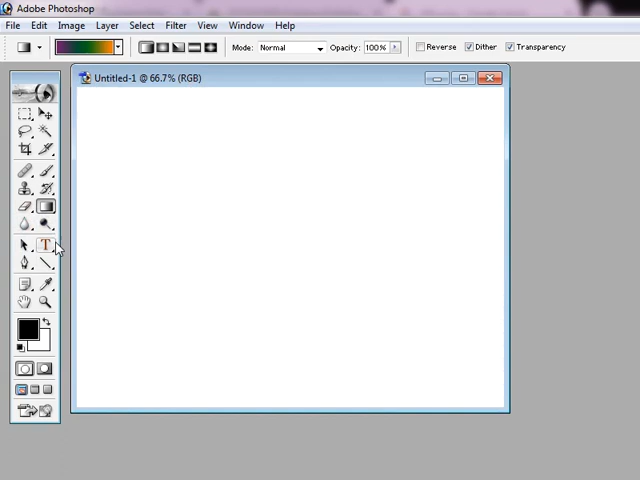 Adobe Photoshop
File Edit Image Layer Select Filter View Window Help
Mode: Normal Opacity: 100% Reverse Dither Transparency
Untitled-1 @ 66.7% (RGB)
T